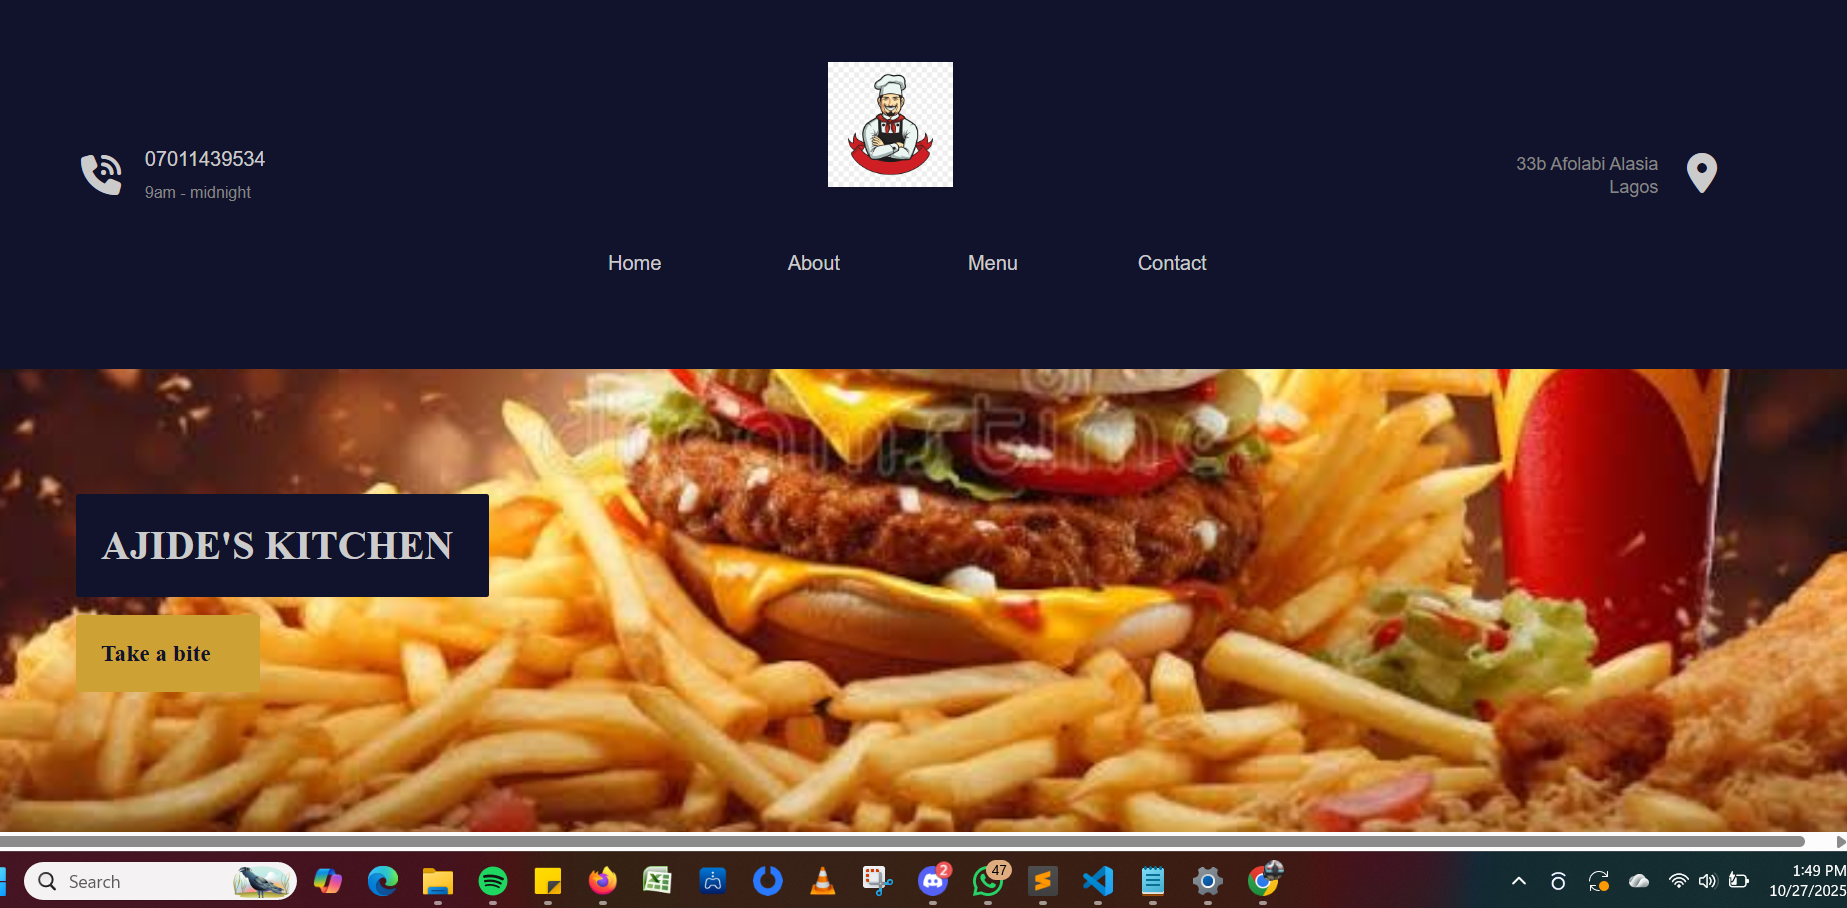 07011439534
9am - midnight
33b Afolabi Alasia
Lagos
Home
About
Menu
Contact
dreamstime
AJIDE'S KITCHEN
Take a bite
Search
2
47
1:49 PM
10/27/2025